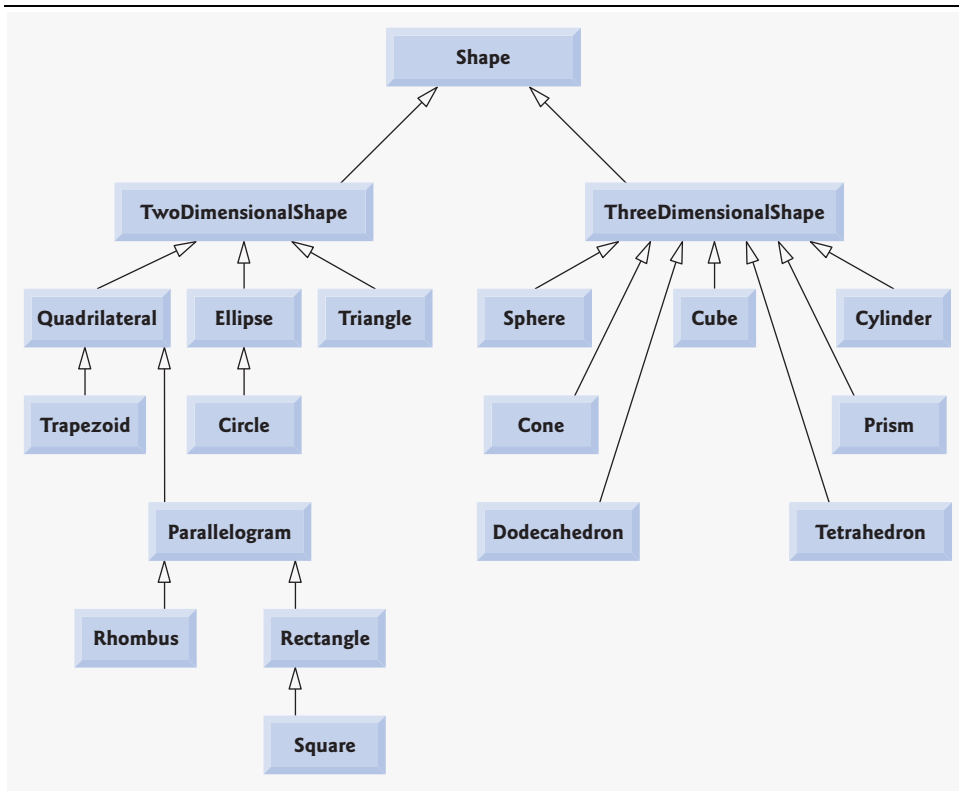 Shape
TwoDimensionalShape
ThreeDimensionalShape
Quadrilateral
Ellipse
Triangle
Sphere
Cube
Cylinder
Trapezoid
Circle
Cone
Prism
Parallelogram
Dodecahedron
Tetrahedron
Rhombus
Rectangle
Square